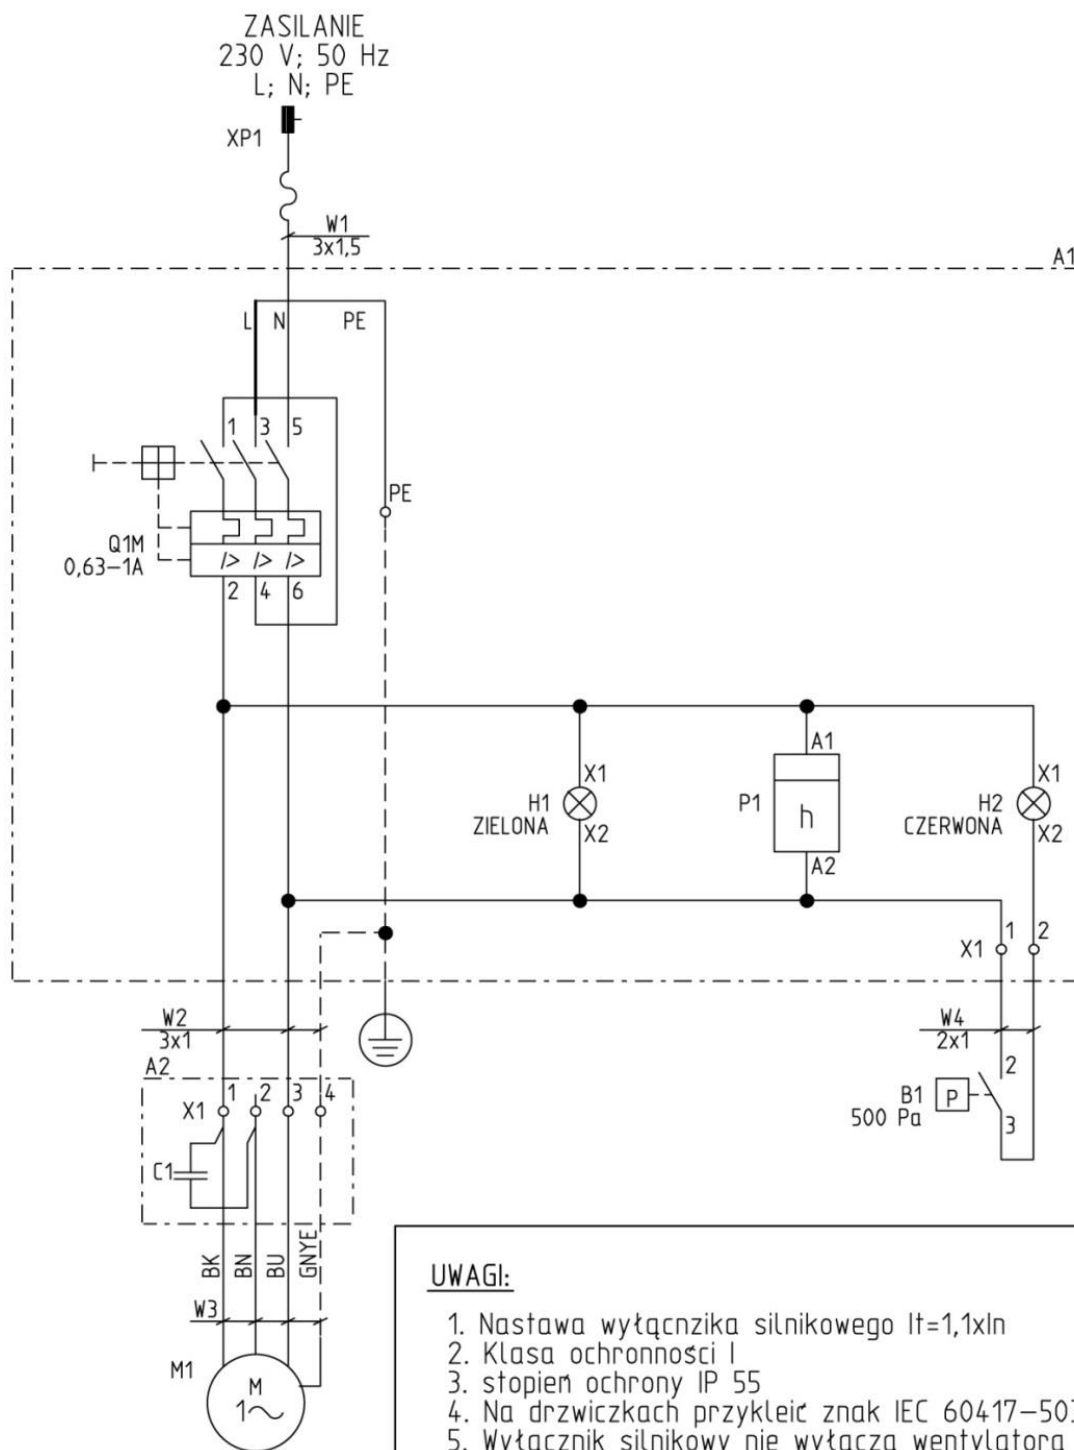 ZASILANIE
230 V; 50 Hz
L; N; PE
XP1
W1
3x1,5
A1
L N PE
1 3 5
PE
Q1M
0,63-1A
I> I> I>
2 4 6
A1
X1 X1
H1 P1 H2
ZIELONA h CZERWONA
X2 X2
A2
1 2
X1
W2 W4
3x1 2x1
A2
1 2 3 4
X1
2
B1 P
500 Pa
3
C1
BK BN BU GNYE
W3
M1
M
1~
UWAGI:
1. Nastawa wyłącnzika silnikowego It=1,1xIn
2. Klasa ochronności I
3. stopień ochrony IP 55
4. Na drzwiczkach przykleić znak IEC 60417-503
5. Wyłącznik silnikowy nie wyłącza wentylatora